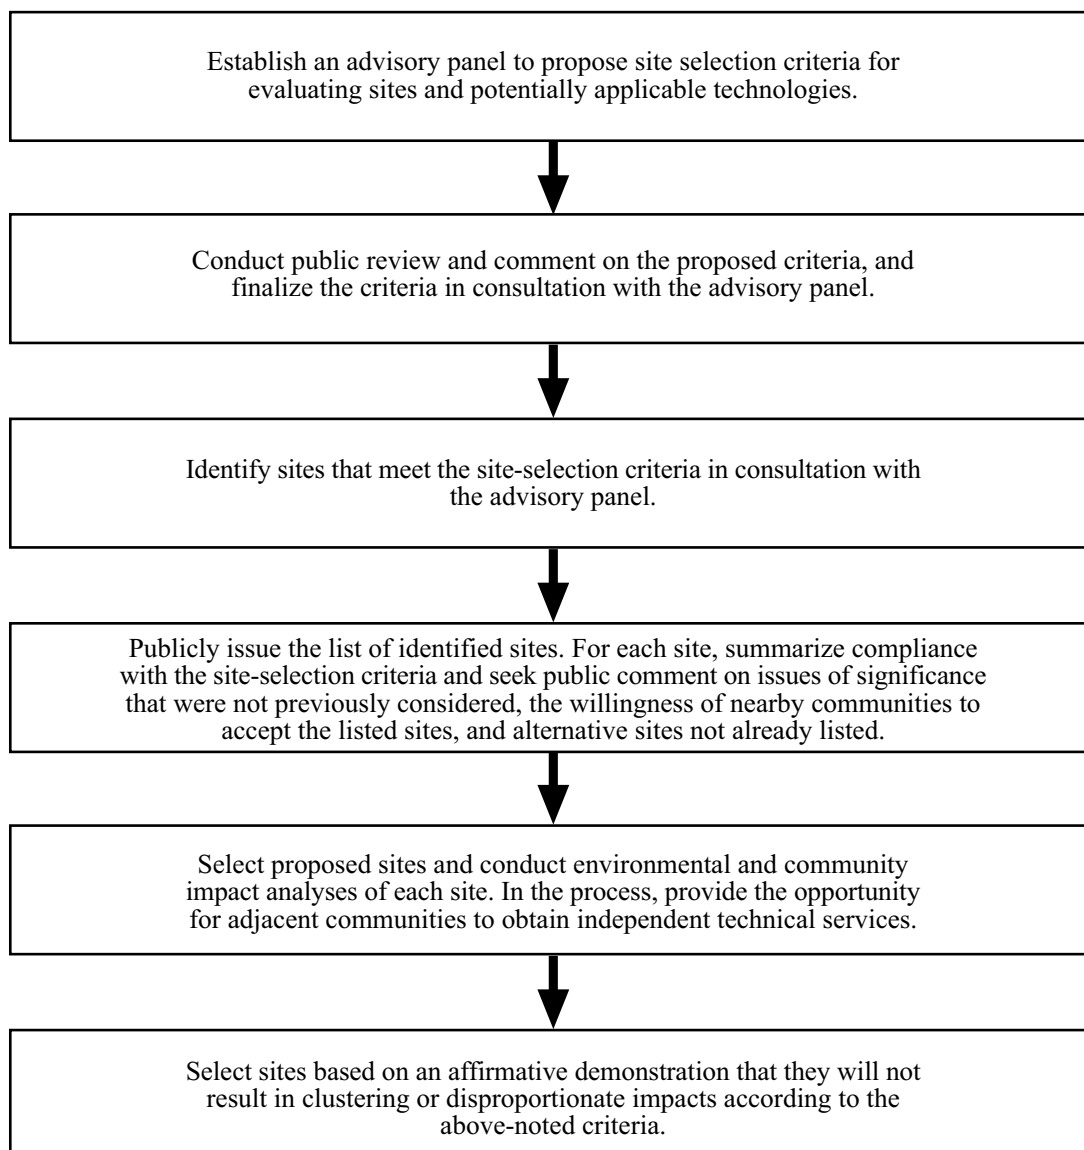 Establish an advisory panel to propose site selection criteria for
evaluating sites and potentially applicable technologies.
Conduct public review and comment on the proposed criteria, and
finalize the criteria in consultation with the advisory panel.
Identify sites that meet the site-selection criteria in consultation with
the advisory panel.
Publicly issue the list of identified sites. For each site, summarize compliance
with the site-selection criteria and seek public comment on issues of significance
that were not previously considered, the willingness of nearby communities to
accept the listed sites, and alternative sites not already listed.
Select proposed sites and conduct environmental and community
impact analyses of each site. In the process, provide the opportunity
for adjacent communities to obtain independent technical services.
Select sites based on an affirmative demonstration that they will not
result in clustering or disproportionate impacts according to the
above-noted criteria.